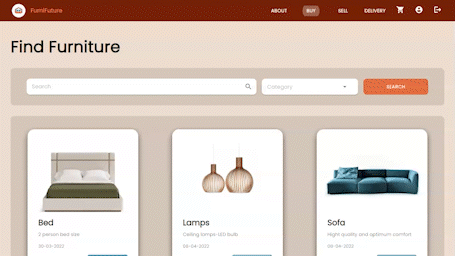 FurniFuture
ABOUT
BUY
SELL
DELIVERY
Find Furniture
Search
Category
SEARCH
Bed
2 person bed size
30-03-2022
Lamps
Ceiling lamps-LED bulb
06-04-2022
Sofa
Hight quality and optimum comfort
06-04-2022